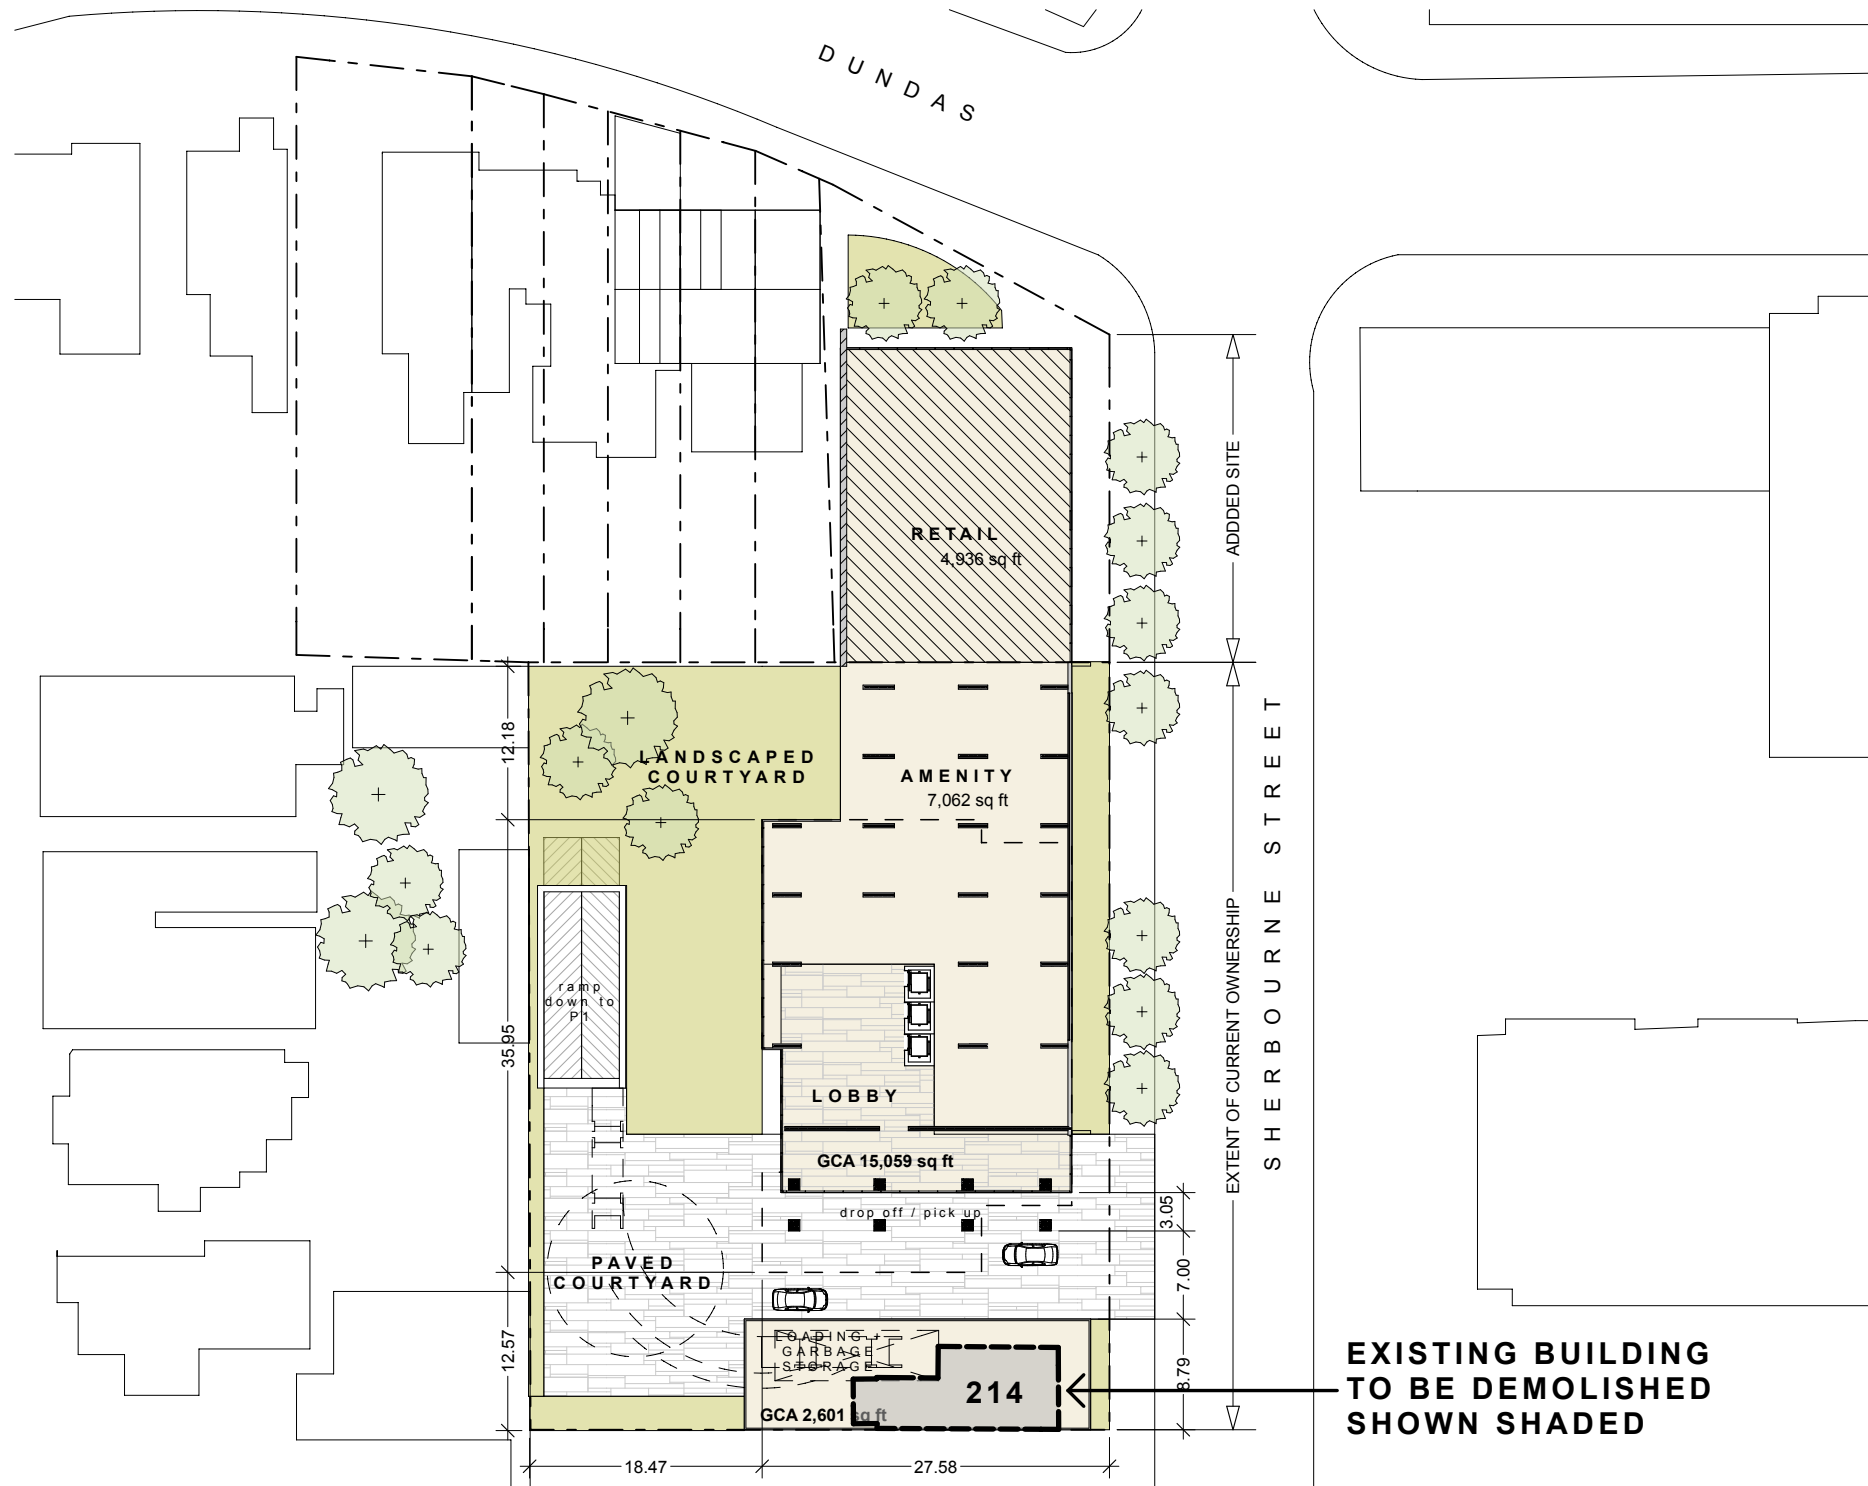 DUNDAS
RETAIL
4,936 sq ft
ADDDED SITE
12.18
LANDSCAPED
COURTYARD
AMENITY
7,062 sq ft
SHERBOURNE STREET
EXTENT OF CURRENT OWNERSHIP
ramp
down to
P1
35.95
LOBBY
GCA 15,059 sq ft
drop off / pick up
3.05
PAVED
COURTYARD
7.00
LOADING +
GARBAGE
STORAGE
12.57
8.79
214
GCA 2,601 sq ft
EXISTING BUILDING
TO BE DEMOLISHED
SHOWN SHADED
18.47
27.58